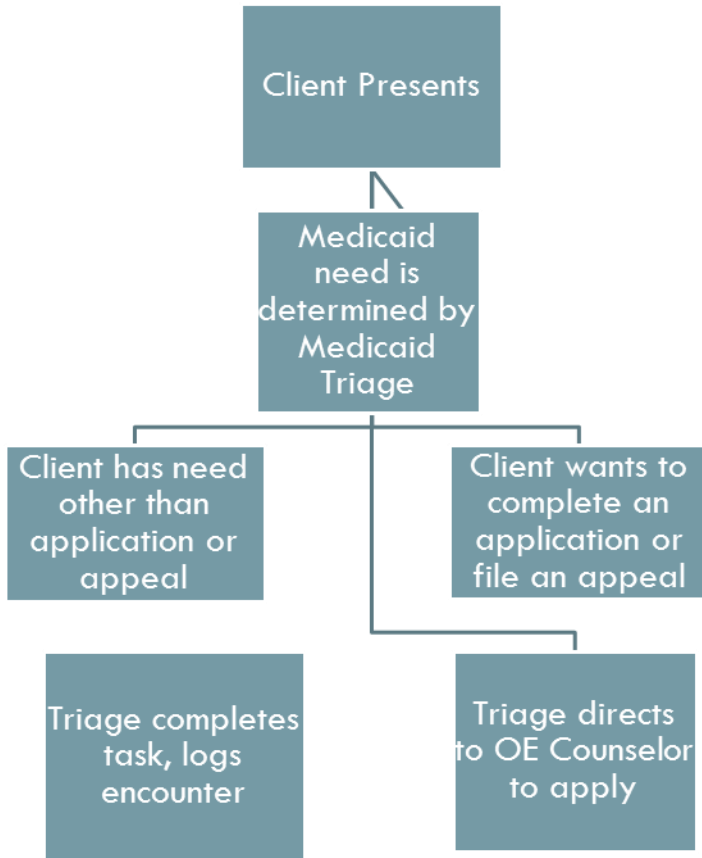 Client Presents
Medicaid
need is
determined by
Medicaid
Triage
Client has need
other than
application or
appeal
Client wants to
complete an
application or
file an appeal
Triage completes
task, logs
encounter
Triage directs
to OE Counselor
to apply